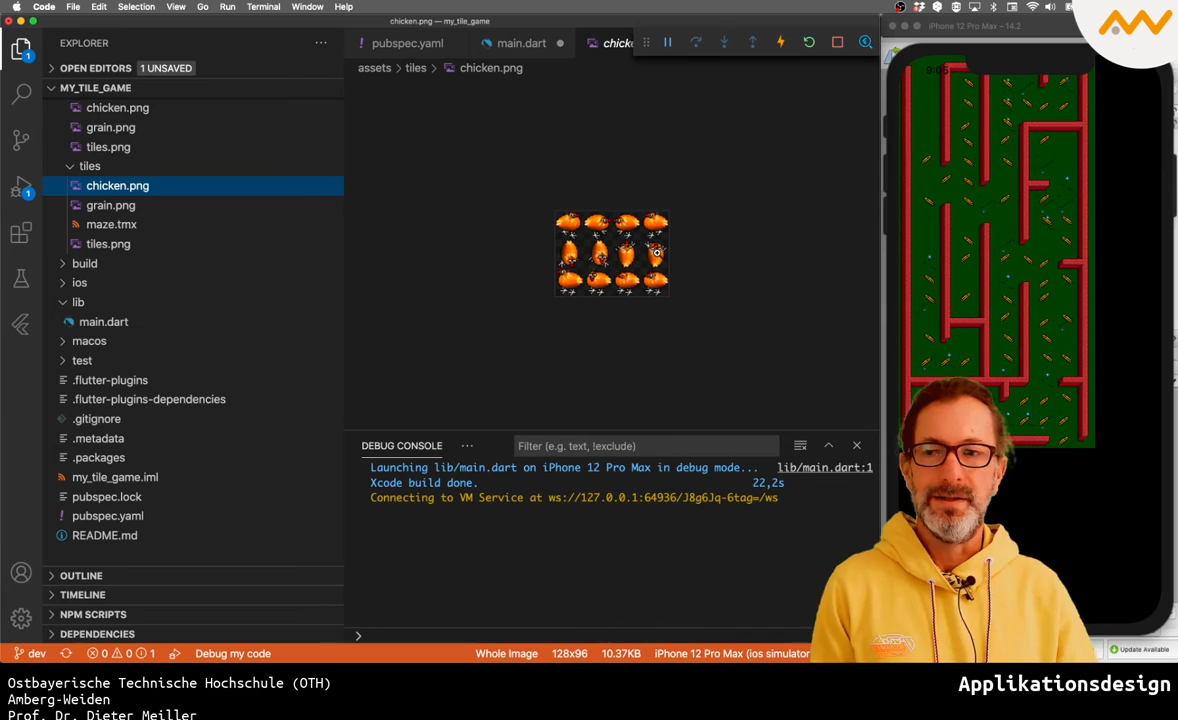 Code File Edit Selection View Go Run Terminal Window Help
chicken.png — my_tile_game
iPhone 12 Pro Max – 14.2
EXPLORER
OPEN EDITORS 1 UNSAVED
MY_TILE_GAME
chicken.png
grain.png
tiles.png
tiles
chicken.png
grain.png
maze.tmx
tiles.png
build
ios
lib
main.dart
macos
test
.flutter-plugins
.flutter-plugins-dependencies
.gitignore
.metadata
.packages
my_tile_game.iml
pubspec.lock
pubspec.yaml
README.md
OUTLINE
TIMELINE
NPM SCRIPTS
DEPENDENCIES
1
1
pubspec.yaml
main.dart
assets > tiles > chicken.png
DEBUG CONSOLE
Filter (e.g. text, !exclude)
Launching lib/main.dart on iPhone 12 Pro Max in debug mode... lib/main.dart:1
Xcode build done. 22,2s
Connecting to VM Service at ws://127.0.0.1:64936/J8g6Jq-6tag=/ws
dev 0 0 1 Debug my code Whole Image 128x96 10.37KB iPhone 12 Pro Max (ios simulator
Update Available
Ostbayerische Technische Hochschule (OTH)
Amberg-Weiden
Prof. Dr. Dieter Meiller
Applikationsdesign